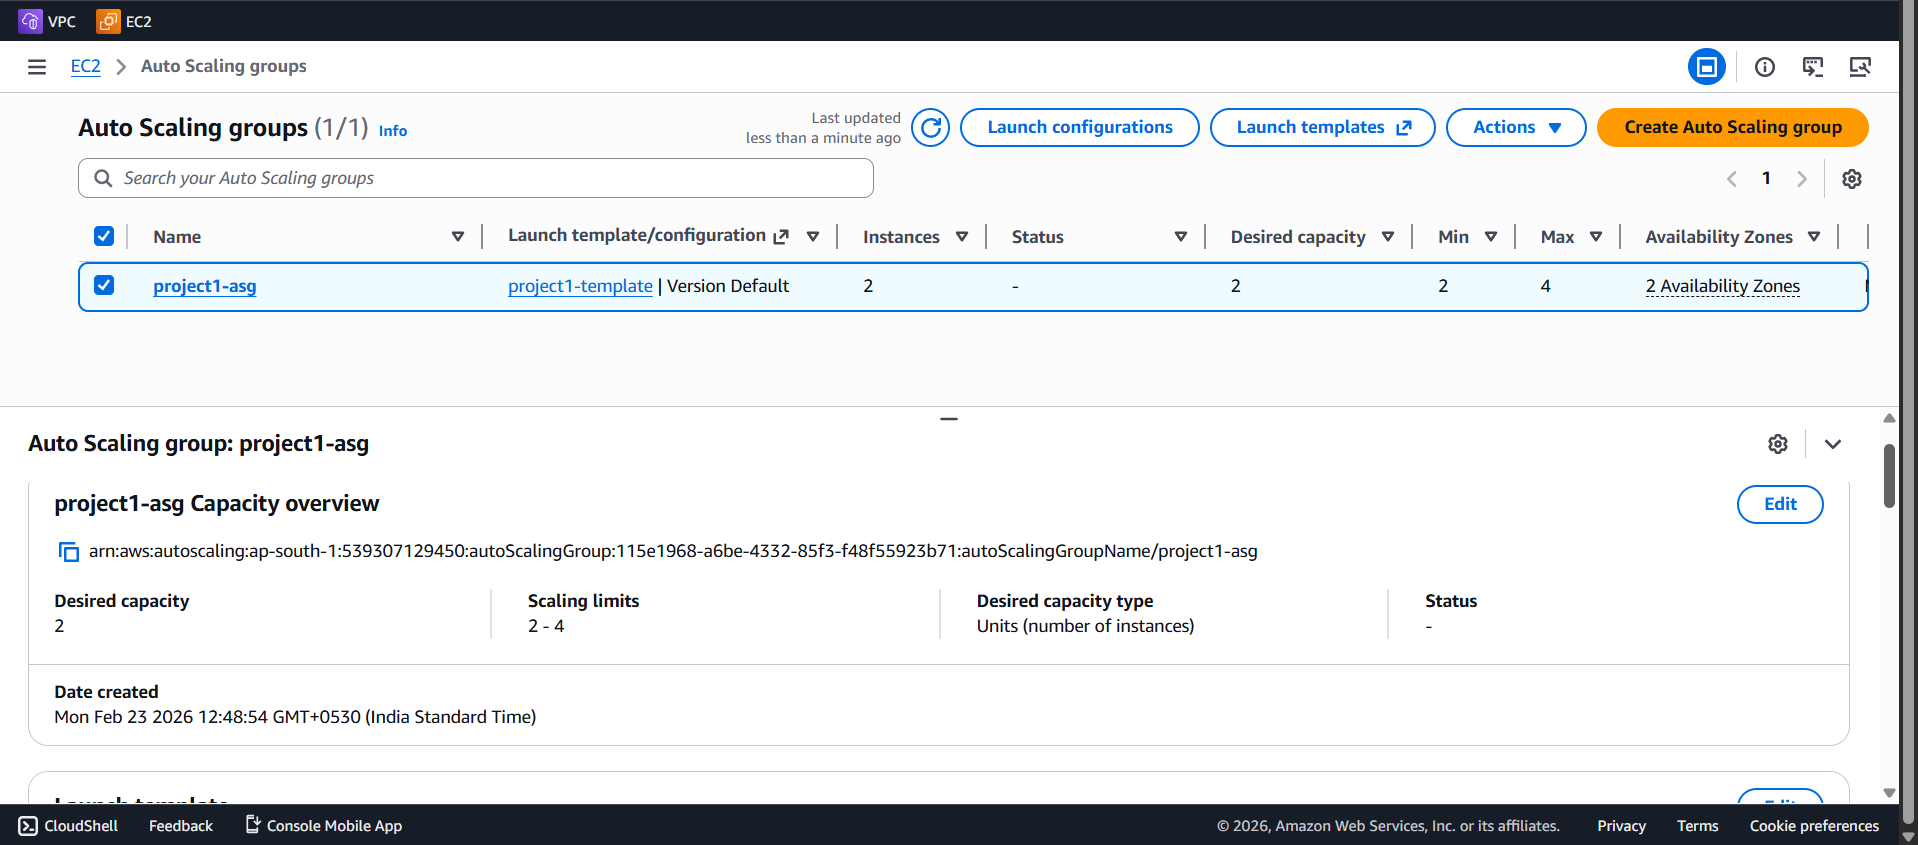 VPC EC2
EC2 Auto Scaling groups
Auto Scaling groups (1/1) Info
Last updated
less than a minute ago
Launch configurations Launch templates Actions Create Auto Scaling group
Search your Auto Scaling groups
1
Name Launch template/configuration Instances Status Desired capacity Min Max Availability Zones
project1-asg project1-template | Version Default 2 - 2 2 4 2 Availability Zones
Auto Scaling group: project1-asg
project1-asg Capacity overview Edit
arn:aws:autoscaling:ap-south-1:539307129450:autoScalingGroup:115e1968-a6be-4332-85f3-f48f55923b71:autoScalingGroupName/project1-asg
Desired capacity Scaling limits Desired capacity type Status
2 2 - 4 Units (number of instances) -
Date created
Mon Feb 23 2026 12:48:54 GMT+0530 (India Standard Time)
Launch template Edit
CloudShell Feedback Console Mobile App © 2026, Amazon Web Services, Inc. or its affiliates. Privacy Terms Cookie preferences